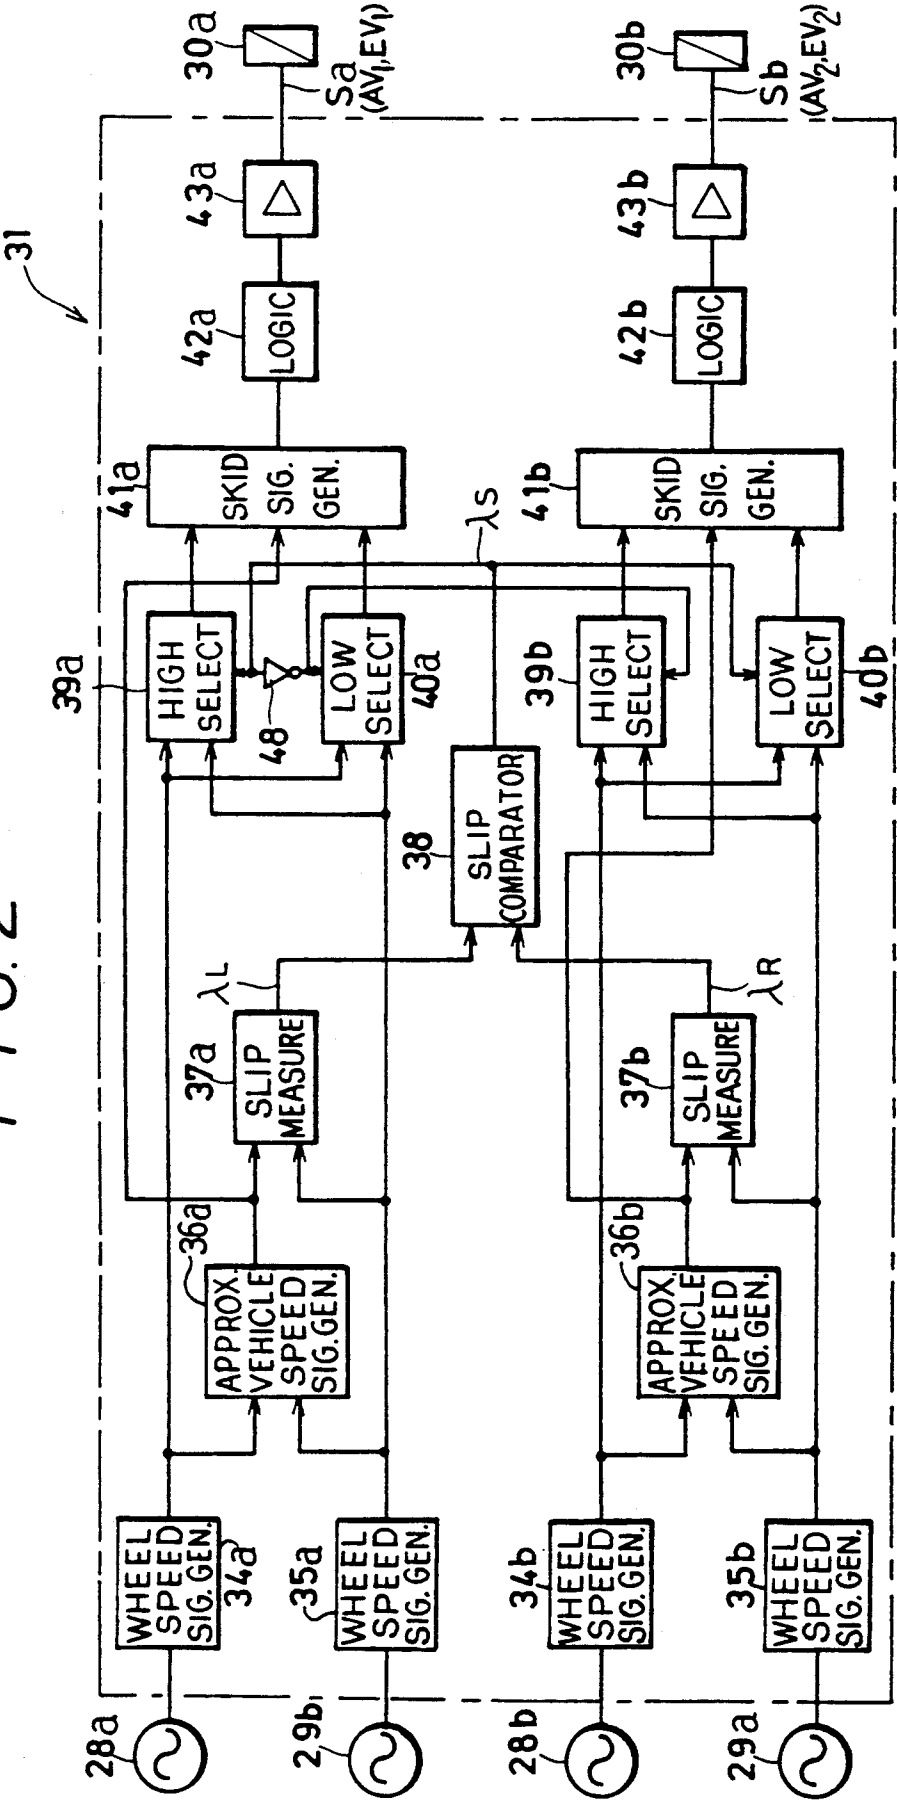 FIG. 2
31
28a
WHEEL
SPEED
SIG. GEN.
34a
APPROX.
VEHICLE
SPEED
SIG. GEN.
36a
SLIP
MEASURE
37a
λL
39a
HIGH
SELECT
48
LOW
SELECT
40a
41a
SKID
SIG.
GEN.
42a
LOGIC
43a
30a
Sa
(AV1,EV1)
29b
35a
WHEEL
SPEED
SIG. GEN.
38
SLIP
COMPARATOR
λS
28b
34b
WHEEL
SPEED
SIG. GEN.
36b
APPROX.
VEHICLE
SPEED
SIG. GEN.
37b
SLIP
MEASURE
λR
39b
HIGH
SELECT
LOW
SELECT
40b
41b
SKID
SIG.
GEN.
42b
LOGIC
43b
30b
Sb
(AV2,EV2)
29a
35b
WHEEL
SPEED
SIG. GEN.